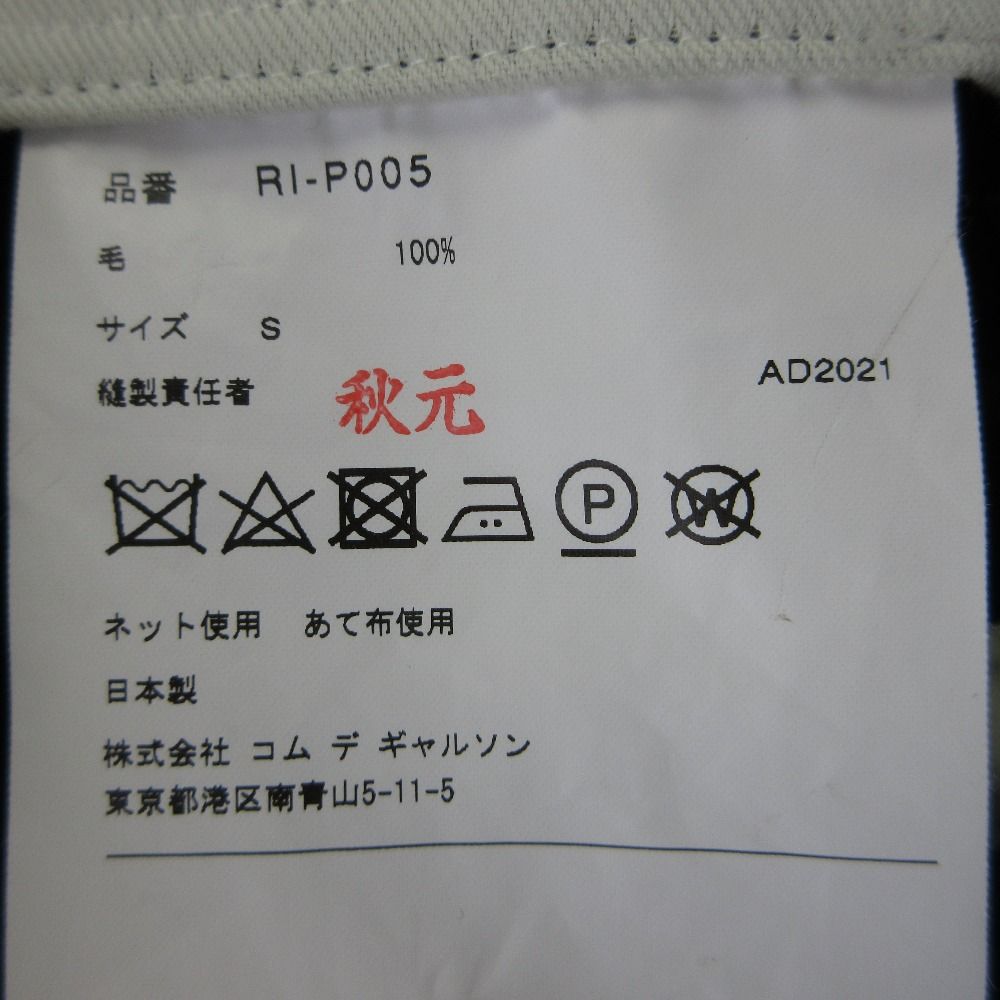 品番 RI-P005
毛 100%
サイズ S
縫製責任者 秋元 AD2021
P W
ネット使用 あて布使用
日本製
株式会社 コム デ ギャルソン
東京都港区南青山5-11-5